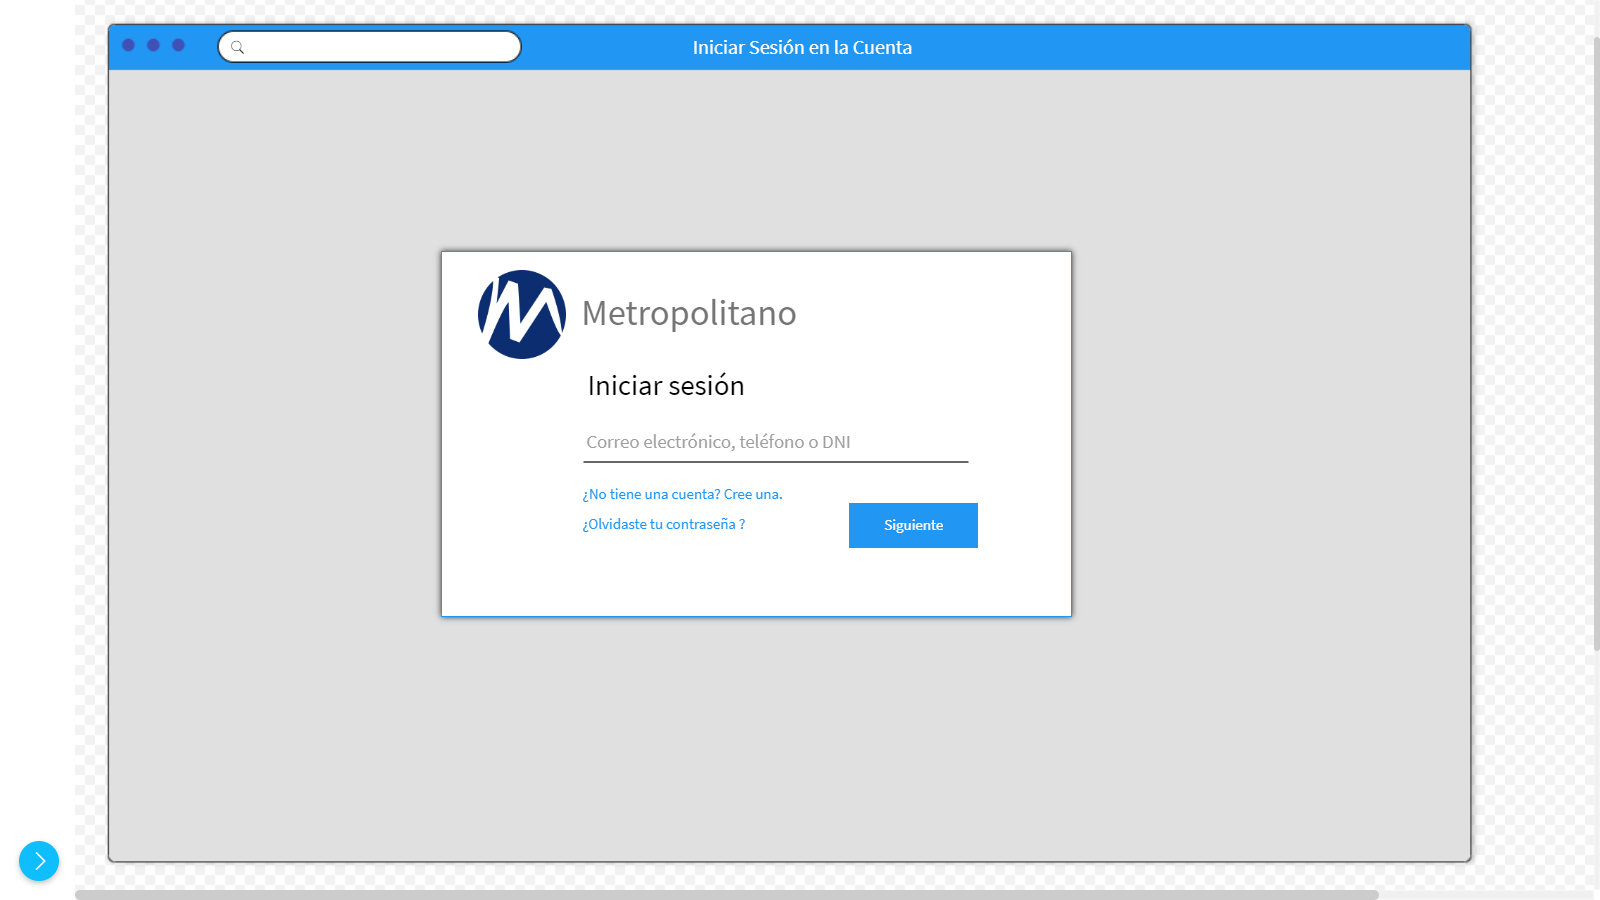 Iniciar Sesión en la Cuenta
Metropolitano
Iniciar sesión
Correo electrónico, teléfono o DNI
¿No tiene una cuenta? Cree una.
¿Olvidaste tu contraseña ?
Siguiente